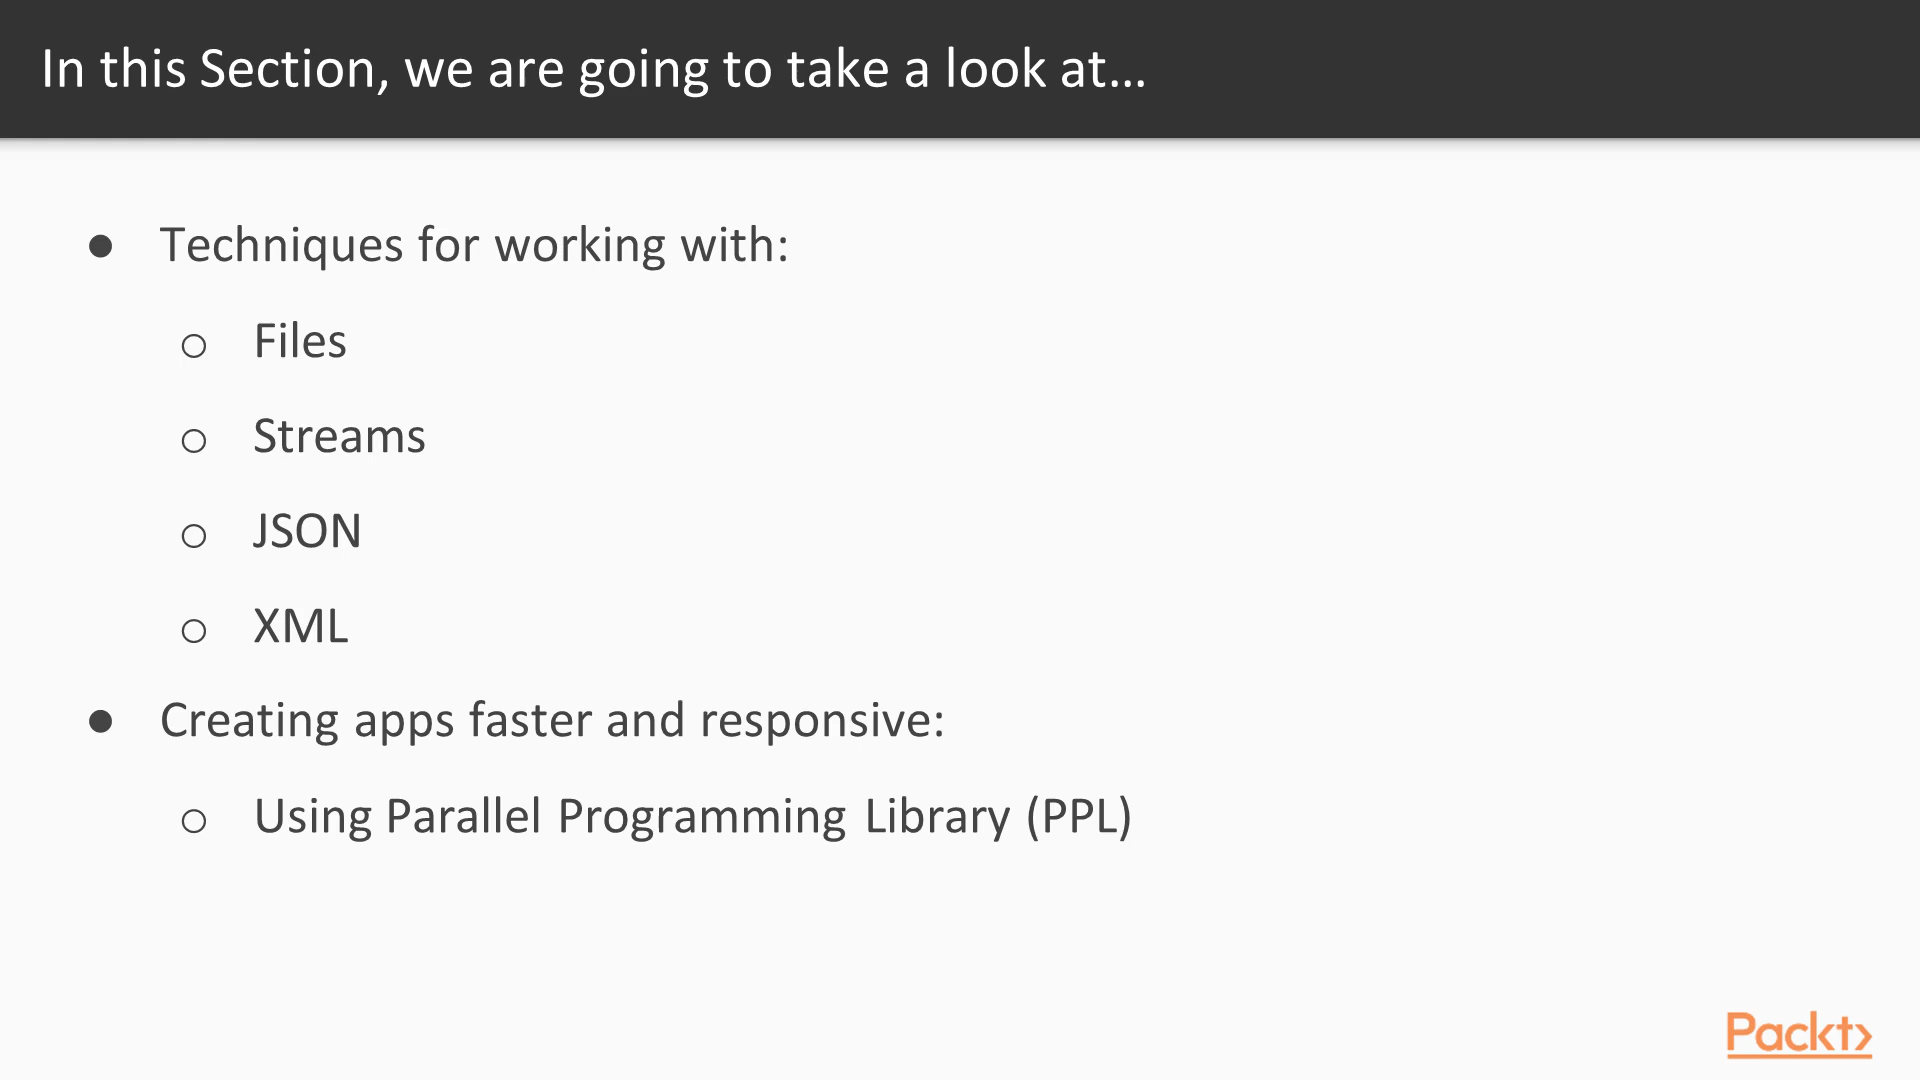 In this Section, we are going to take a look at...
● Techniques for working with:
○ Files
○ Streams
○ JSON
○ XML
● Creating apps faster and responsive:
○ Using Parallel Programming Library (PPL)
Packt>